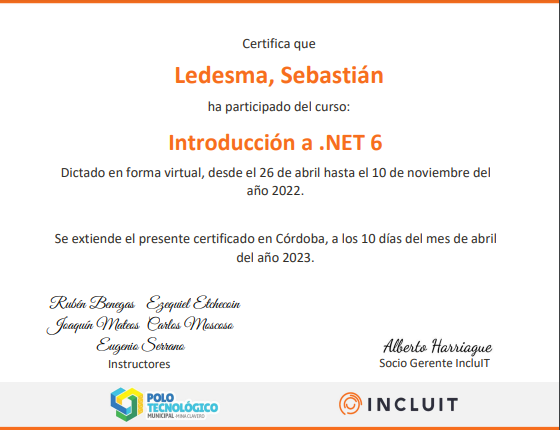 Certifica que
Ledesma, Sebastián
ha participado del curso:
Introducción a .NET 6
Dictado en forma virtual, desde el 26 de abril hasta el 10 de noviembre del
año 2022.
Se extiende el presente certificado en Córdoba, a los 10 días del mes de abril
del año 2023.
Rubén Benegas Ezequiel Etchecoin
Joaquín Mateos Carlos Moscoso
Eugenio Serrano
Instructores
Alberto Harriague
Socio Gerente IncluIT
POLO
TECNOLÓGICO
MUNICIPAL MINA CLAVERO
INCLUIT